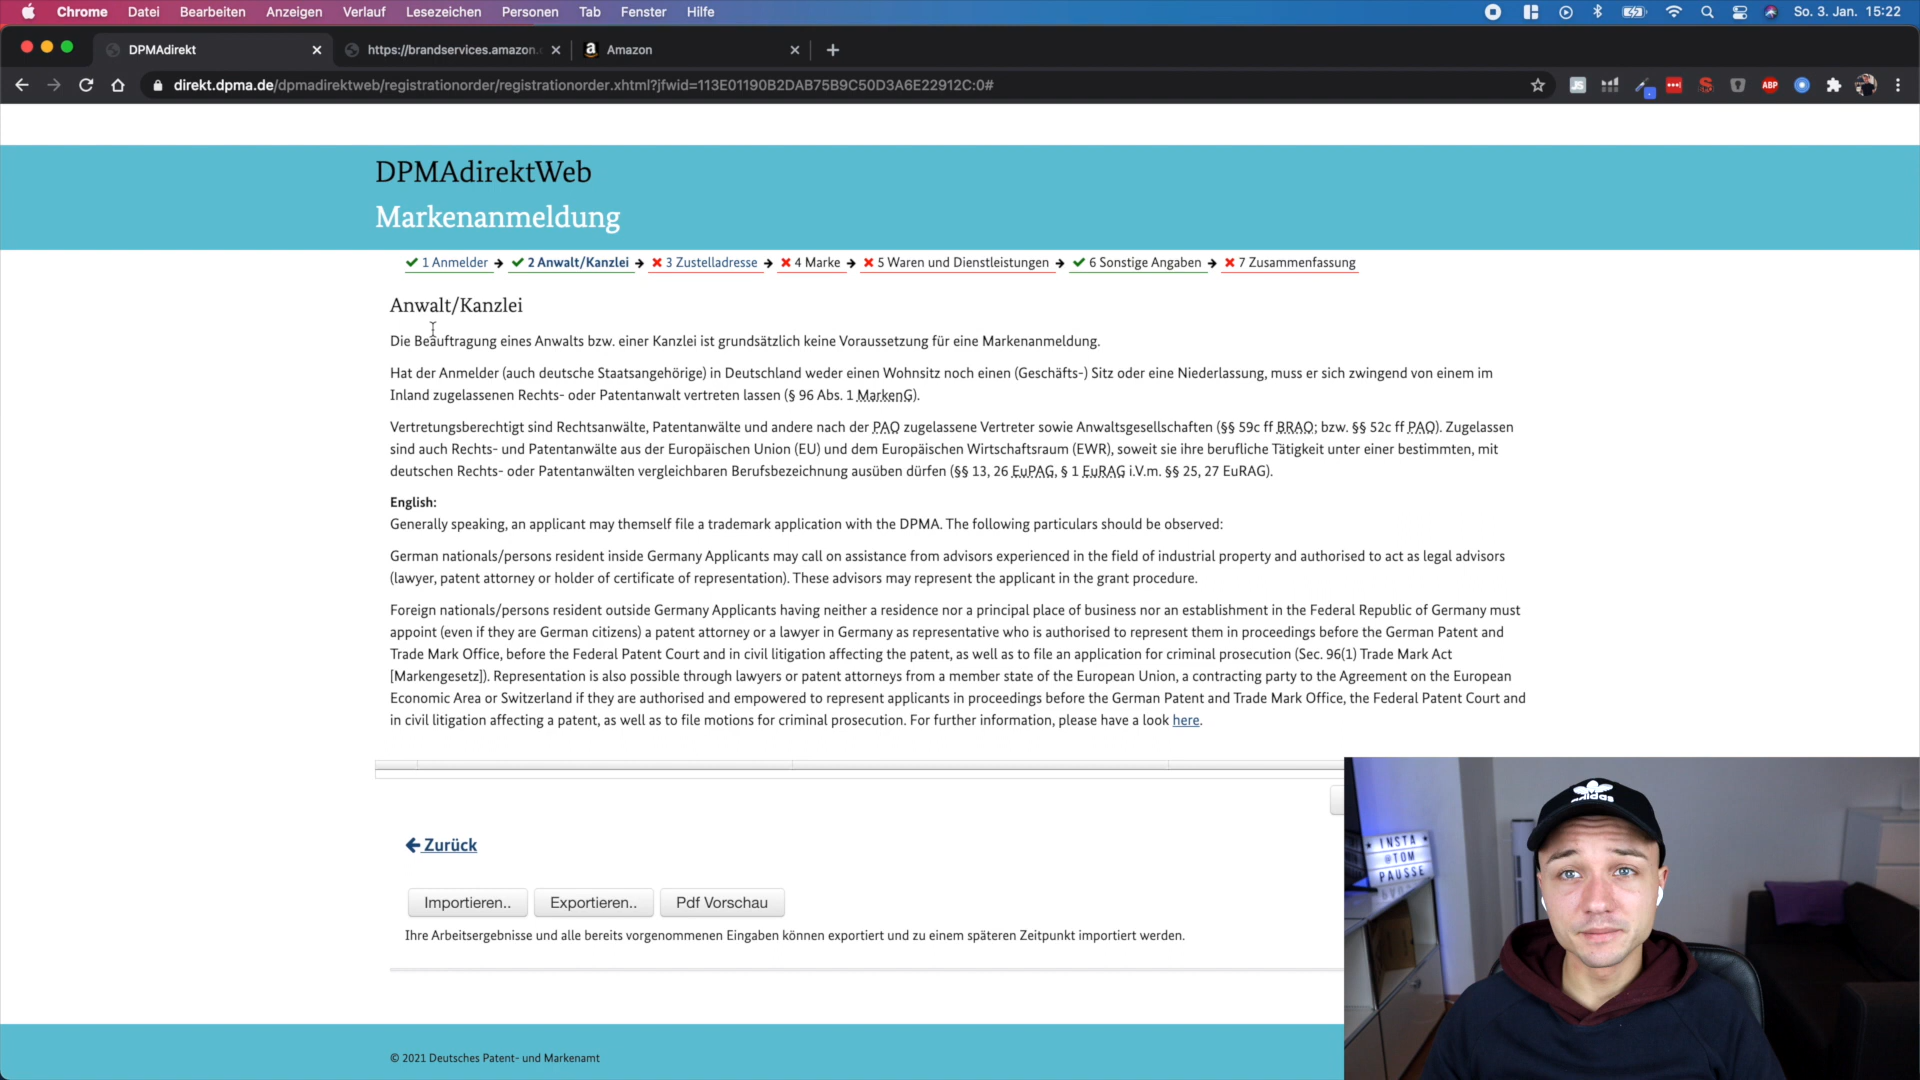 Chrome Datei Bearbeiten Anzeigen Verlauf Lesezeichen Personen Tab Fenster Hilfe So. 3. Jan. 15:22
DPMAdirekt https://brandservices.amazon. Amazon
direkt.dpma.de/dpmadirektweb/registrationorder/registrationorder.xhtml?jfwid=113E01190B2DAB75B9C50D3A6E22912C:0#
ABP
DPMAdirektWeb
Markenanmeldung
1 Anmelder 2 Anwalt/Kanzlei 3 Zustelladresse 4 Marke 5 Waren und Dienstleistungen 6 Sonstige Angaben 7 Zusammenfassung
Anwalt/Kanzlei
Die Beauftragung eines Anwalts bzw. einer Kanzlei ist grundsätzlich keine Voraussetzung für eine Markenanmeldung.
Hat der Anmelder (auch deutsche Staatsangehörige) in Deutschland weder einen Wohnsitz noch einen (Geschäfts-) Sitz oder eine Niederlassung, muss er sich zwingend von einem im
Inland zugelassenen Rechts- oder Patentanwalt vertreten lassen (§ 96 Abs. 1 MarkenG).
Vertretungsberechtigt sind Rechtsanwälte, Patentanwälte und andere nach der PAO zugelassene Vertreter sowie Anwaltsgesellschaften (§§ 59c ff BRAO; bzw. §§ 52c ff PAO). Zugelassen
sind auch Rechts- und Patentanwälte aus der Europäischen Union (EU) und dem Europäischen Wirtschaftsraum (EWR), soweit sie ihre berufliche Tätigkeit unter einer bestimmten, mit
deutschen Rechts- oder Patentanwälten vergleichbaren Berufsbezeichnung ausüben dürfen (§§ 13, 26 EuPAG, § 1 EuRAG i.V.m. §§ 25, 27 EuRAG).
English:
Generally speaking, an applicant may themself file a trademark application with the DPMA. The following particulars should be observed:
German nationals/persons resident inside Germany Applicants may call on assistance from advisors experienced in the field of industrial property and authorised to act as legal advisors
(lawyer, patent attorney or holder of certificate of representation). These advisors may represent the applicant in the grant procedure.
Foreign nationals/persons resident outside Germany Applicants having neither a residence nor a principal place of business nor an establishment in the Federal Republic of Germany must
appoint (even if they are German citizens) a patent attorney or a lawyer in Germany as representative who is authorised to represent them in proceedings before the German Patent and
Trade Mark Office, before the Federal Patent Court and in civil litigation affecting the patent, as well as to file an application for criminal prosecution (Sec. 96(1) Trade Mark Act
[Markengesetz]). Representation is also possible through lawyers or patent attorneys from a member state of the European Union, a contracting party to the Agreement on the European
Economic Area or Switzerland if they are authorised and empowered to represent applicants in proceedings before the German Patent and Trade Mark Office, the Federal Patent Court and
in civil litigation affecting a patent, as well as to file motions for criminal prosecution. For further information, please have a look here.
Zurück
Importieren.. Exportieren.. Pdf Vorschau
Ihre Arbeitsergebnisse und alle bereits vorgenommenen Eingaben können exportiert und zu einem späteren Zeitpunkt importiert werden.
© 2021 Deutsches Patent- und Markenamt
adidas
INSTA
@TOM
PAUSSE